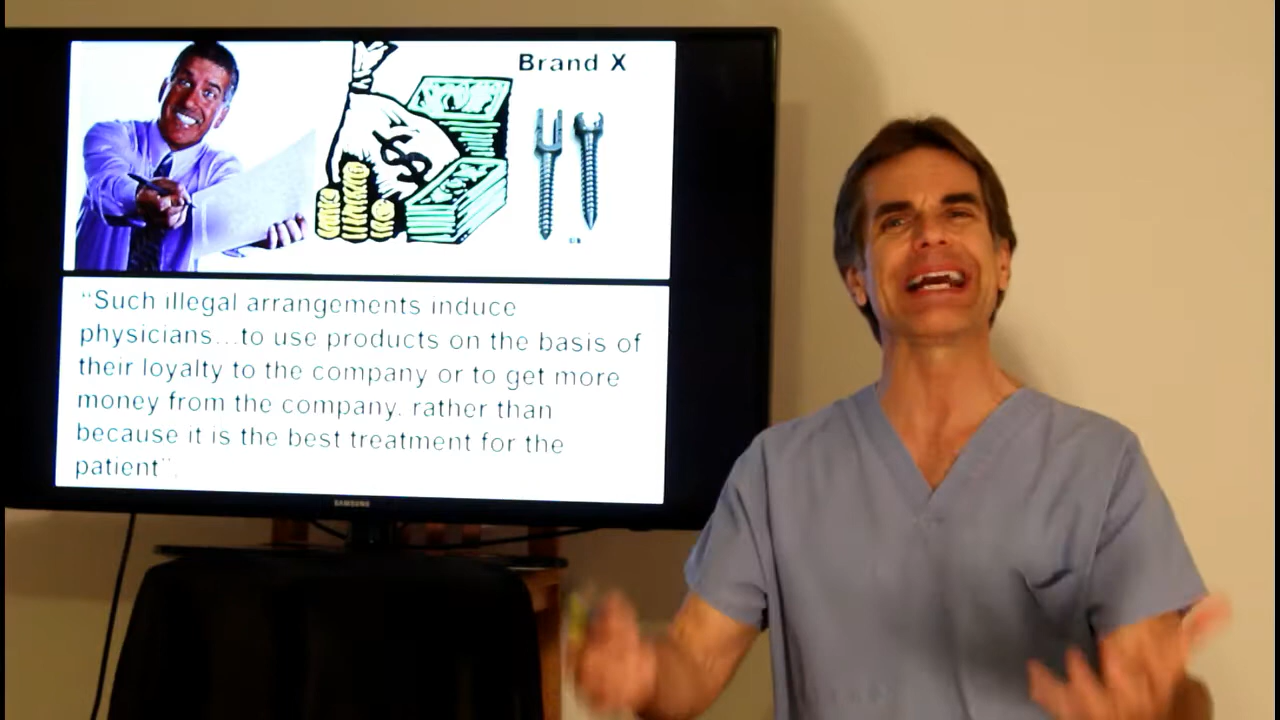 Brand X
“Such illegal arrangements induce
physicians...to use products on the basis of
their loyalty to the company or to get more
money from the company. rather than
because it is the best treatment for the
patient”.
SAMSUNG